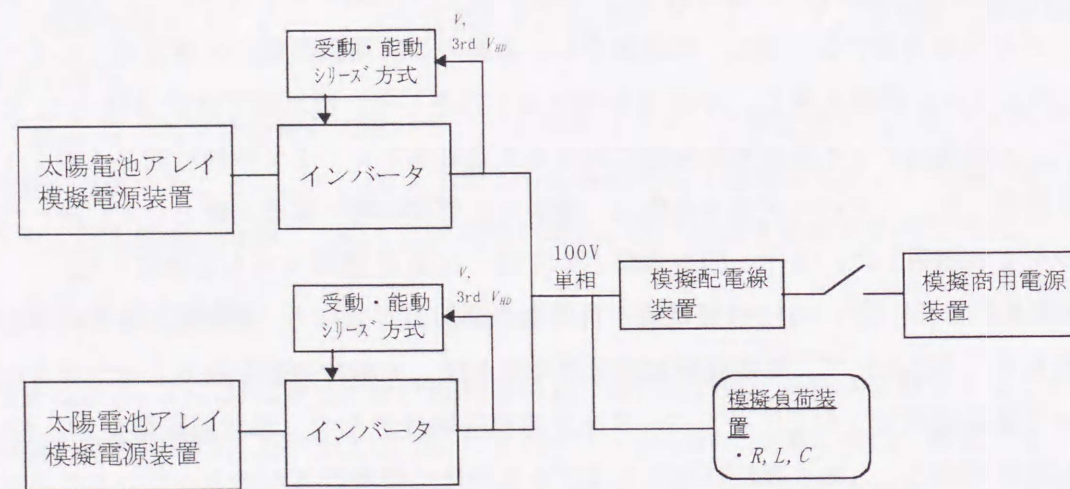 V,
3rd V_HD
受動・能動
ｼﾘｰｽﾞ方式
太陽電池アレイ
模擬電源装置
インバータ
100V
単相
模擬配電線
装置
模擬商用電源
装置
V,
3rd V_HD
受動・能動
ｼﾘｰｽﾞ方式
太陽電池アレイ
模擬電源装置
インバータ
模擬負荷装
置
・R, L, C